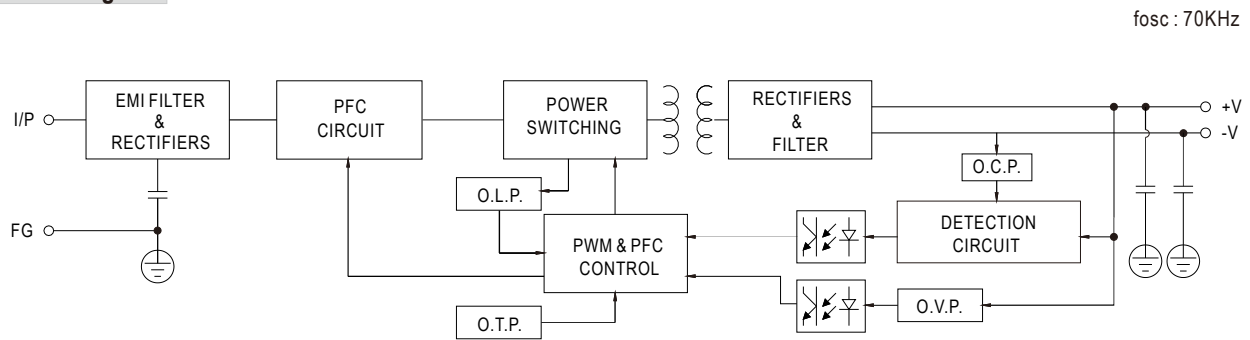 fosc : 70KHz
I/P
EMI FILTER
&
RECTIFIERS
PFC
CIRCUIT
POWER
SWITCHING
RECTIFIERS
&
FILTER
+V
-V
O.C.P.
O.L.P.
FG
PWM & PFC
CONTROL
DETECTION
CIRCUIT
O.V.P.
O.T.P.